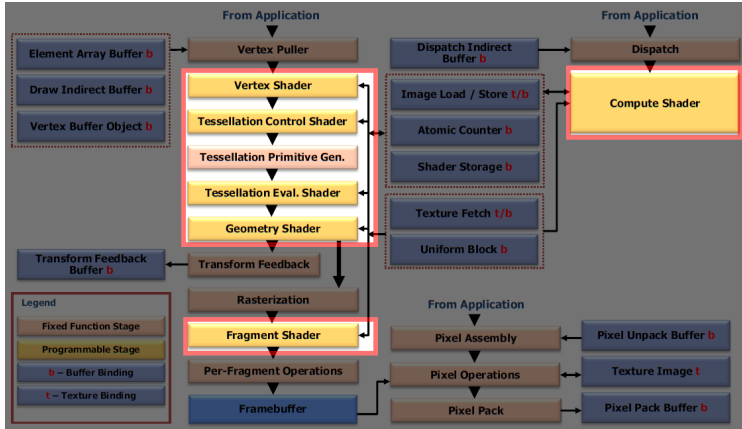 From Application
From Application
Element Array Buffer b
Vertex Puller
Dispatch Indirect
Buffer b
Dispatch
Draw Indirect Buffer b
Vertex Shader
Image Load / Store t/b
Compute Shader
Vertex Buffer Object b
Tessellation Control Shader
Atomic Counter b
Tessellation Primitive Gen.
Shader Storage b
Tessellation Eval. Shader
Texture Fetch t/b
Geometry Shader
Uniform Block b
Transform Feedback
Buffer b
Transform Feedback
Legend
Fixed Function Stage
Programmable Stage
b – Buffer Binding
t – Texture Binding
Rasterization
Fragment Shader
Per-Fragment Operations
Framebuffer
From Application
Pixel Assembly
Pixel Unpack Buffer b
Pixel Operations
Texture Image t
Pixel Pack
Pixel Pack Buffer b